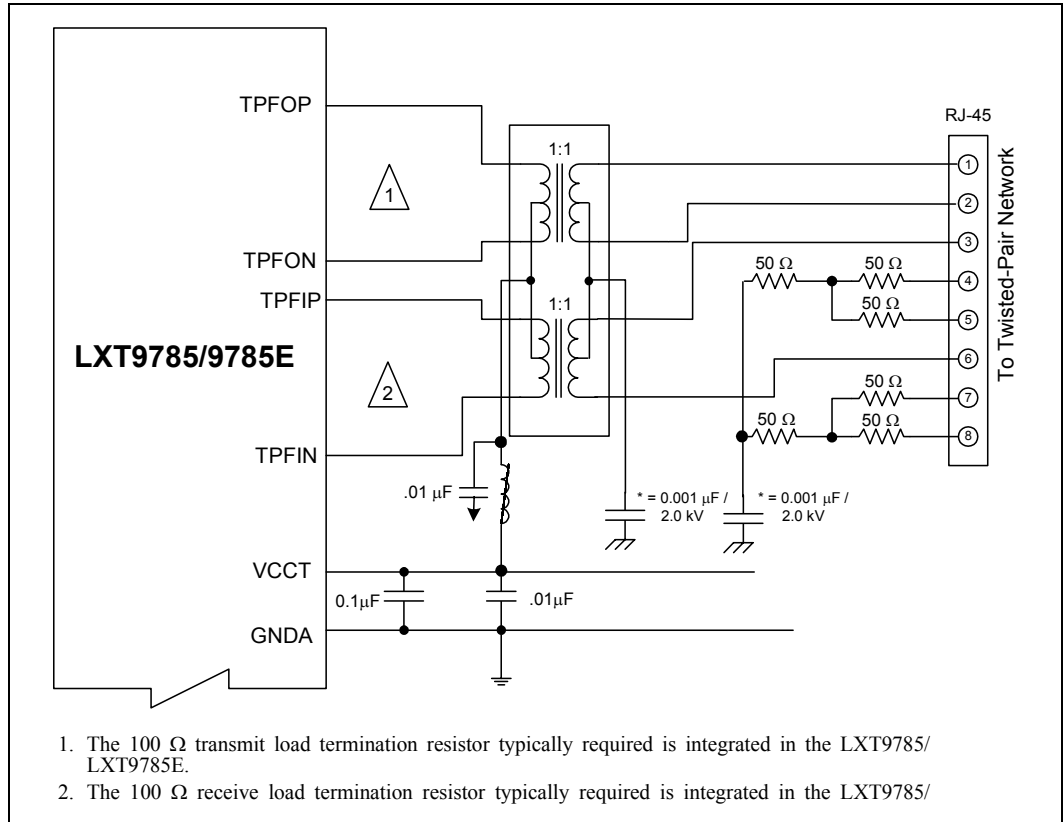 TPFOP
TPFON
TPFIP
TPFIN
VCCT
GNDA
LXT9785/9785E
1
2
1:1
1:1
RJ-45
1
2
3
4
5
6
7
8
To Twisted-Pair Network
50 Ω
50 Ω
50 Ω
50 Ω
50 Ω
50 Ω
.01 μF
* = 0.001 μF /
2.0 kV
* = 0.001 μF /
2.0 kV
0.1μF
.01μF
1. The 100 Ω transmit load termination resistor typically required is integrated in the LXT9785/
LXT9785E.
2. The 100 Ω receive load termination resistor typically required is integrated in the LXT9785/